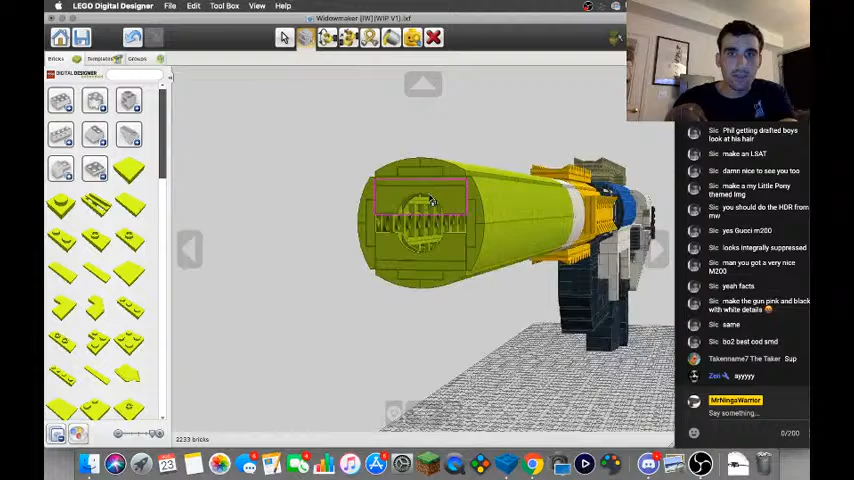 LEGO Digital Designer File Edit Tool Box View Help
Widowmaker [IW](WIP V1).lxf
Bricks Templates Groups
DIGITAL DESIGNER
2233 bricks
Sic Phil getting drafted boys
look at his hair
Sic make an LSAT
Sic damn nice to see you too
Sic make a my Little Pony
themed lmg
Sic you should do the HDR from
mw
Sic yes Gucci m200
Sic looks integrally suppressed
Sic man you got a very nice
M200
Sic yeah facts
Sic make the gun pink and black
with white details
Sic same
Sic bo2 best cod smd
Takenname7 The Taker Sup
Zen ayyyyy
MrNingaWarrior
Say something...
0/200